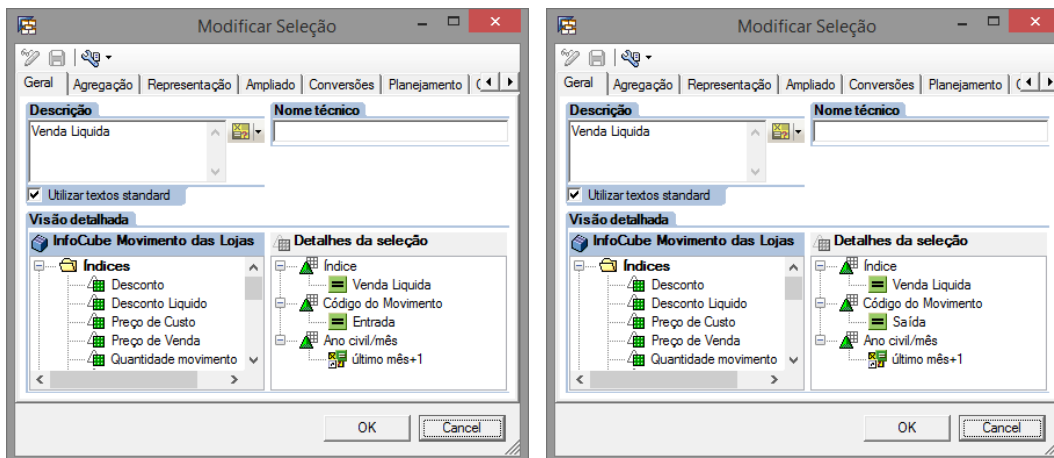 Modificar Seleção
Geral Agregação Representação Ampliado Conversões Planejamento
Descrição Nome técnico
Venda Liquida
Utilizar textos standard
Visão detalhada
InfoCube Movimento das Lojas Detalhes da seleção
Índices Índice
Desconto Venda Liquida
Desconto Liquido Código do Movimento
Preço de Custo Entrada
Preço de Venda Ano civil/mês
Quantidade movimento último mês+1
OK Cancel
Modificar Seleção
Geral Agregação Representação Ampliado Conversões Planejamento
Descrição Nome técnico
Venda Liquida
Utilizar textos standard
Visão detalhada
InfoCube Movimento das Lojas Detalhes da seleção
Índices Índice
Desconto Venda Liquida
Desconto Liquido Código do Movimento
Preço de Custo Saída
Preço de Venda Ano civil/mês
Quantidade movimento último mês+1
OK Cancel